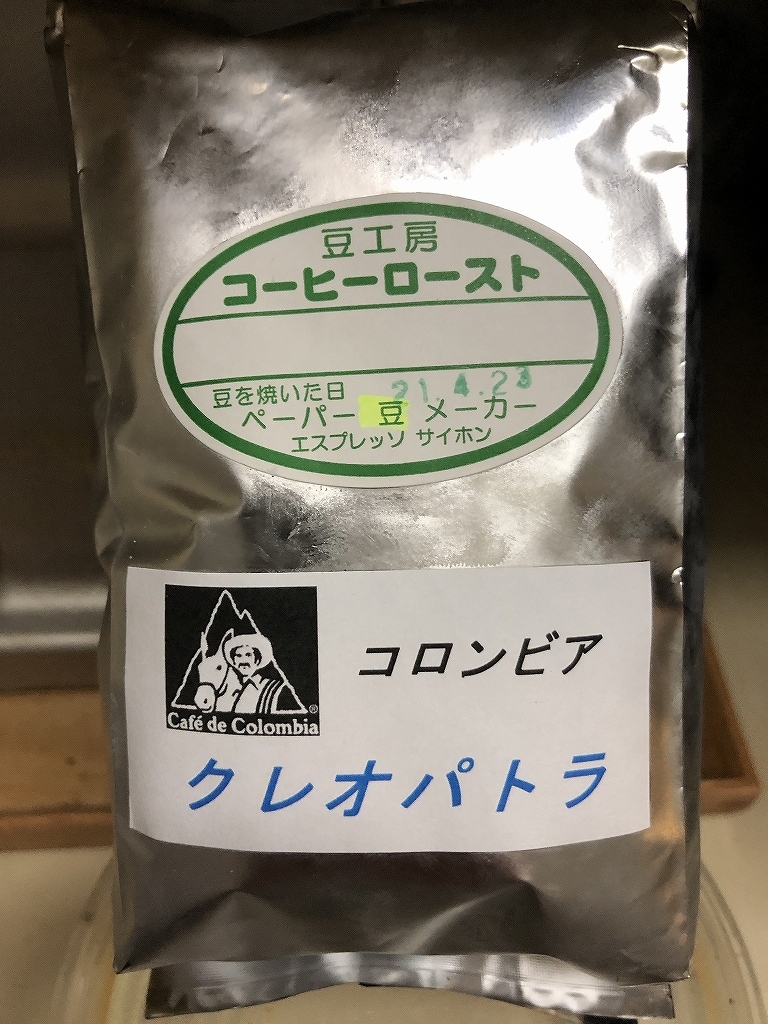 豆工房
コーヒーロースト
豆を焼いた日 21.4.23
ペーパー 豆 メーカー
エスプレッソ サイホン
コロンビア
®
Café de Colombia
クレオパトラ